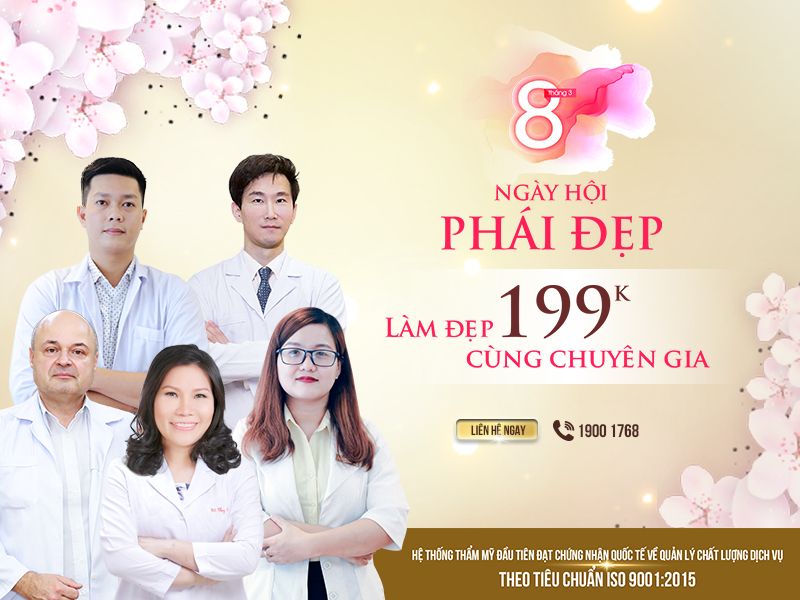 8
Tháng 3
NGÀY HỘI
PHÁI ĐẸP
LÀM ĐẸP 199K
CÙNG CHUYÊN GIA
LIÊN HỆ NGAY
1900 1768
HỆ THỐNG THẨM MỸ ĐẦU TIÊN ĐẠT CHỨNG NHẬN QUỐC TẾ VỀ QUẢN LÝ CHẤT LƯỢNG DỊCH VỤ
THEO TIÊU CHUẨN ISO 9001:2015